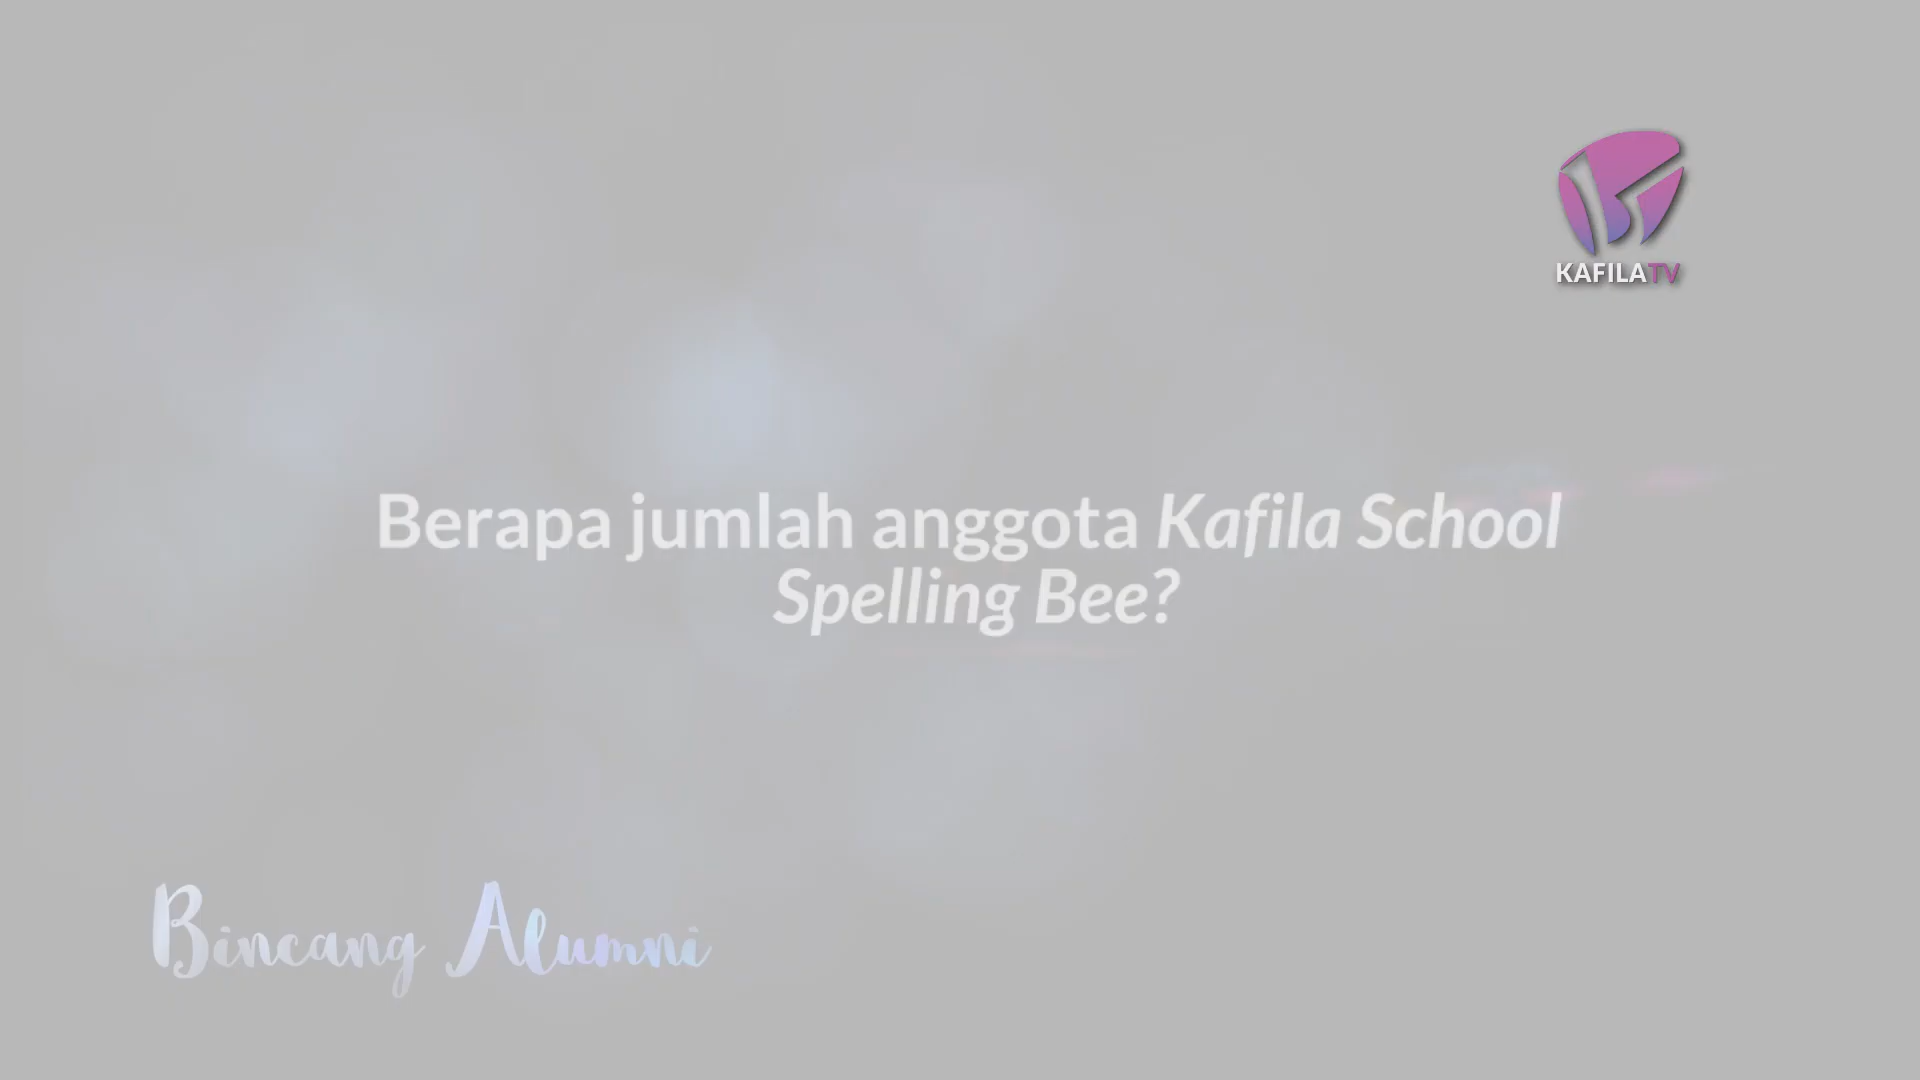 KAFILATV
Berapa jumlah anggota Kafila School
Spelling Bee?
Bincang Alumni